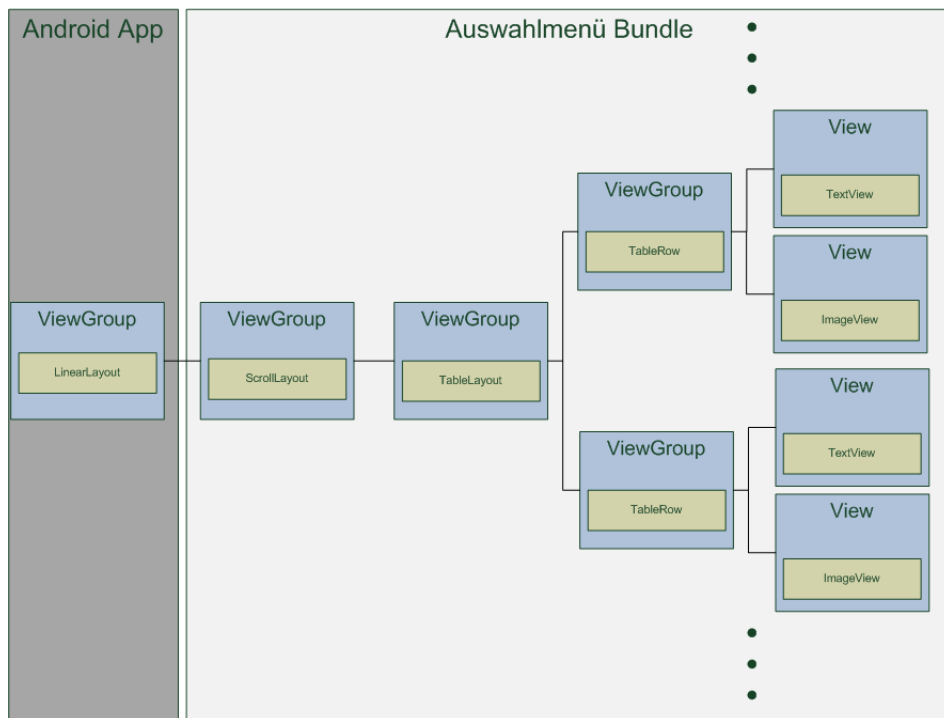 Android App
Auswahlmenü Bundle
ViewGroup
LinearLayout
ViewGroup
ScrollLayout
ViewGroup
TableLayout
ViewGroup
TableRow
View
TextView
View
ImageView
ViewGroup
TableRow
View
TextView
View
ImageView